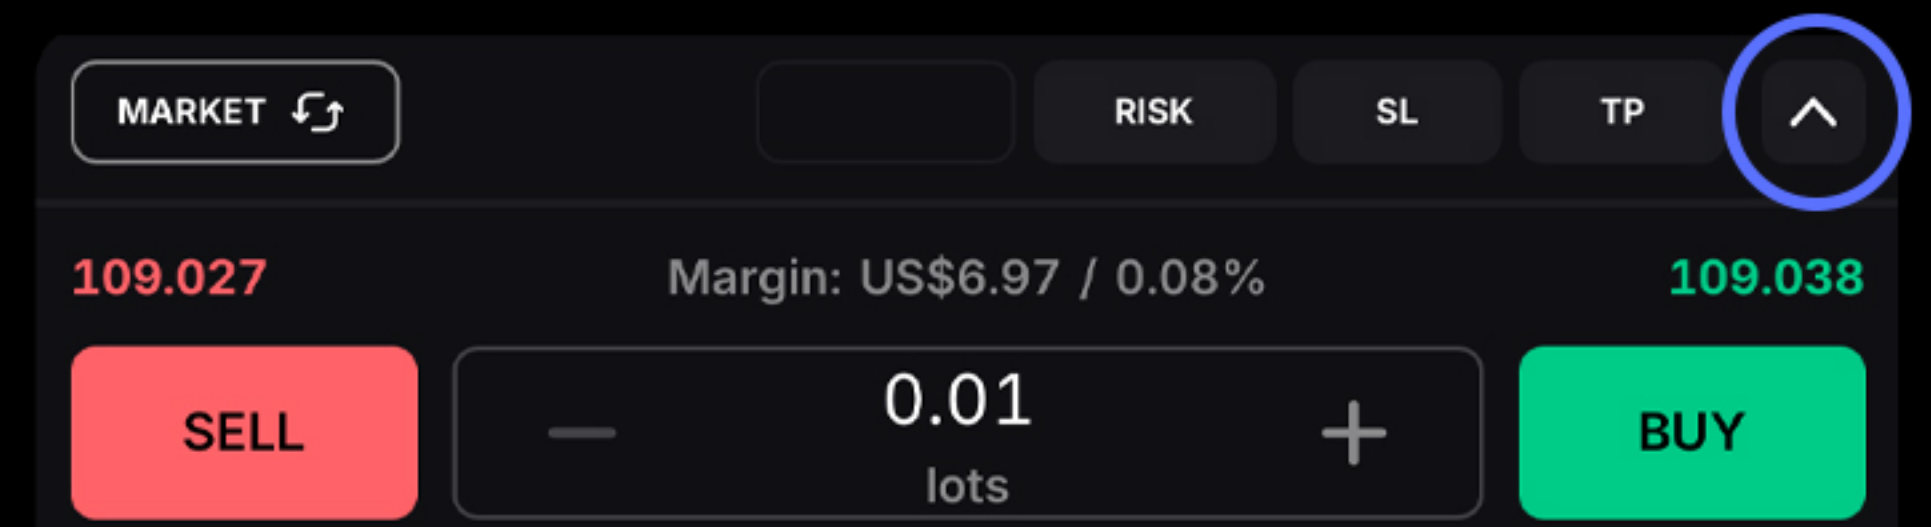 MARKET RISK SL TP
109.027 Margin: US$6.97 / 0.08% 109.038
SELL 0.01 BUY
lots